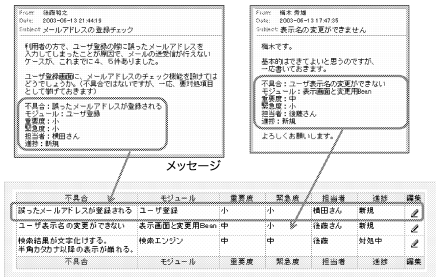 From: 後藤和之
Date: 2003-06-13 21:44:19
Subject: メールアドレスの登録チェック
利用者の方で、ユーザ登録の際に誤ったメールアドレスを
入力してしまったことが原因で、メールの送受信が行えない
ケースが、これまでに4、5件ありました。
ユーザ登録画面に、メールアドレスのチェック機能を設けては
どうでしょうか。(不具合ではないですが、一応、要対処項目
として挙げておきます)
不具合:誤ったメールアドレスが登録される
モジュール:ユーザ登録
重要度:小
緊急度:小
担当者:横田さん
進捗:新規
From: 楠木 秀雄
Date: 2003-06-13 17:47:35
Subject: 表示名の変更ができません
楠木です。
基本的はできてよいと思うのですが、
一応書いておきます。
不具合:ユーザ表示名の変更ができない
モジュール:表示画面と変更用Bean
重要度:中
緊急度:小
担当者:後藤さん
進捗:新規
よろしくお願いします。
メッセージ
不具合 モジュール 重要度 緊急度 担当者 進捗 編集
誤ったメールアドレスが登録される ユーザ登録 小 小 横田さん 新規
ユーザ表示名の変更ができない 表示画面と変更用Bean 中 小 後藤さん 新規
検索結果が文字化けする。 検索エンジン 中 中 後藤 対処中
半角カタカナ以降の表示が崩れる。
不具合 モジュール 重要度 緊急度 担当者 進捗 編集